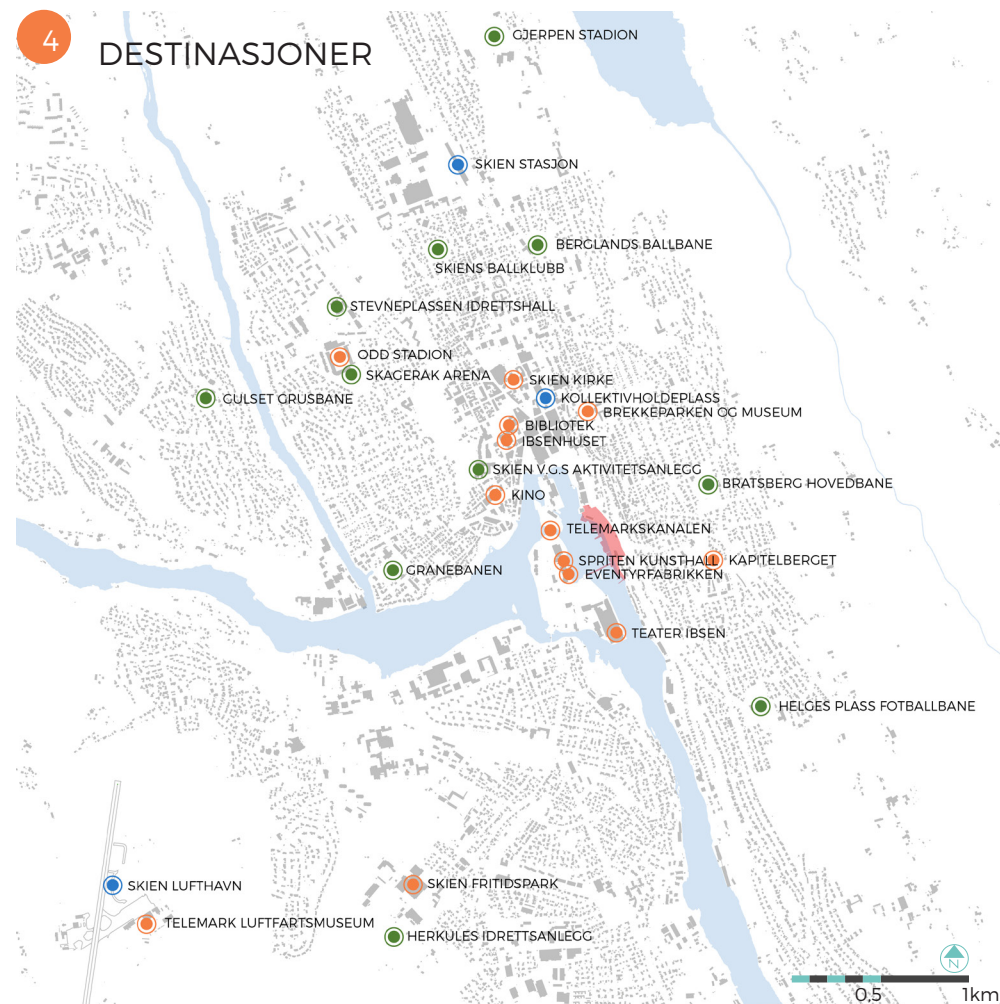 4
DESTINASJONER
GJERPEN STADION
SKIEN STASJON
BERGLANDS BALLBANE
SKIENS BALLKLUBB
STEVNEPLASSEN IDRETTSHALL
ODD STADION
SKAGERAK ARENA
SKIEN KIRKE
GULSET GRUSBANE
KOLLEKTIVHOLDEPLASS
BREKKEPARKEN OG MUSEUM
BIBLIOTEK
IBSENHUSET
SKIEN V.G.S AKTIVITETSANLEGG
BRATSBERG HOVEDBANE
KINO
TELEMARKSKANALEN
SPRITEN KUNSTHALL
KAPITELBERGET
GRANEBANEN
EVENTYRFABRIKKEN
TEATER IBSEN
HELGES PLASS FOTBALLBANE
SKIEN LUFTHAVN
SKIEN FRITIDSPARK
TELEMARK LUFTFARTSMUSEUM
HERKULES IDRETTSANLEGG
N
0.5
1km